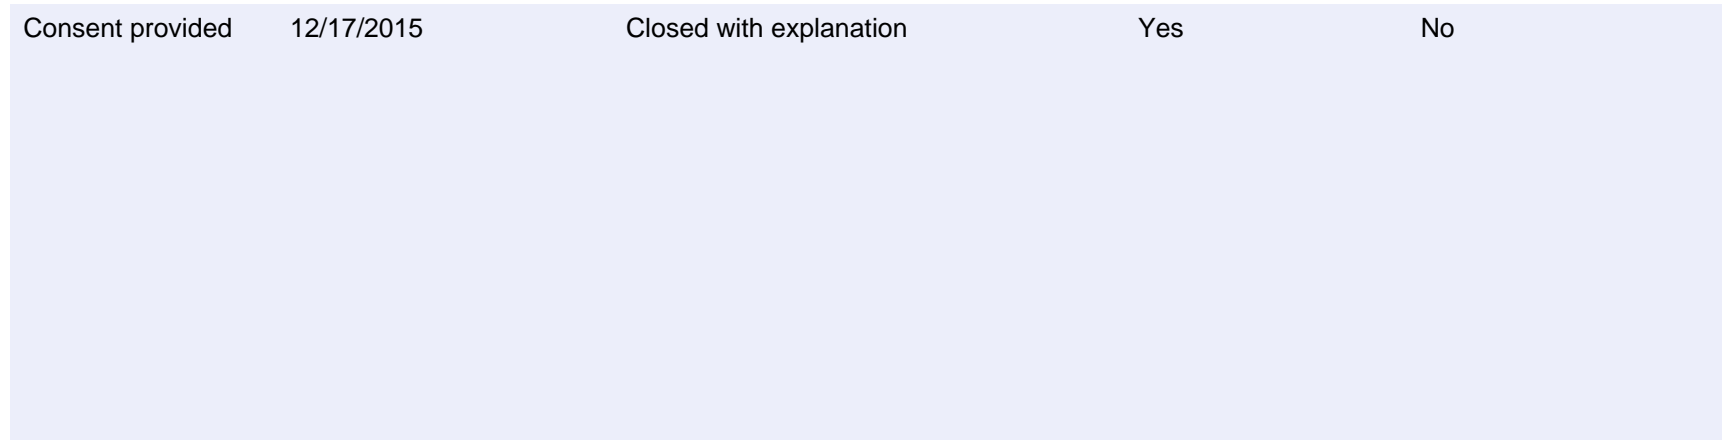 Consent provided 12/17/2015 Closed with explanation Yes No